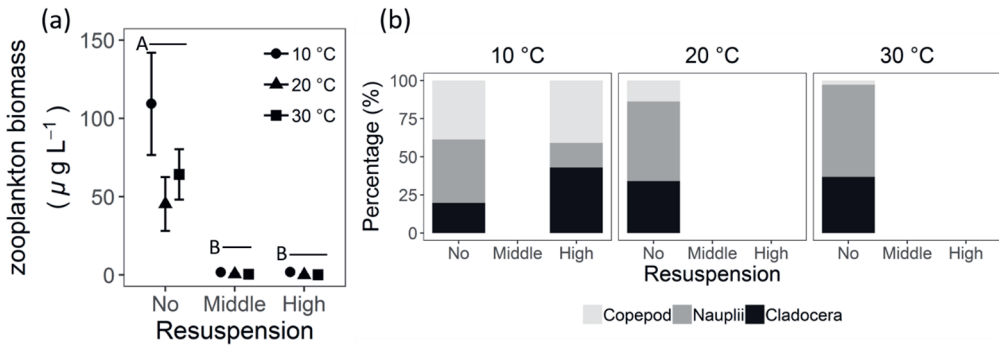 (a)
zooplankton biomass
( µ g L⁻¹ )
150
100
50
0
A
B
B
10 °C
20 °C
30 °C
No Middle High
Resuspension
(b)
10 °C 20 °C 30 °C
Percentage (%)
100
75
50
25
0
No Middle High No Middle High No Middle High
Resuspension
Copepod Nauplii Cladocera